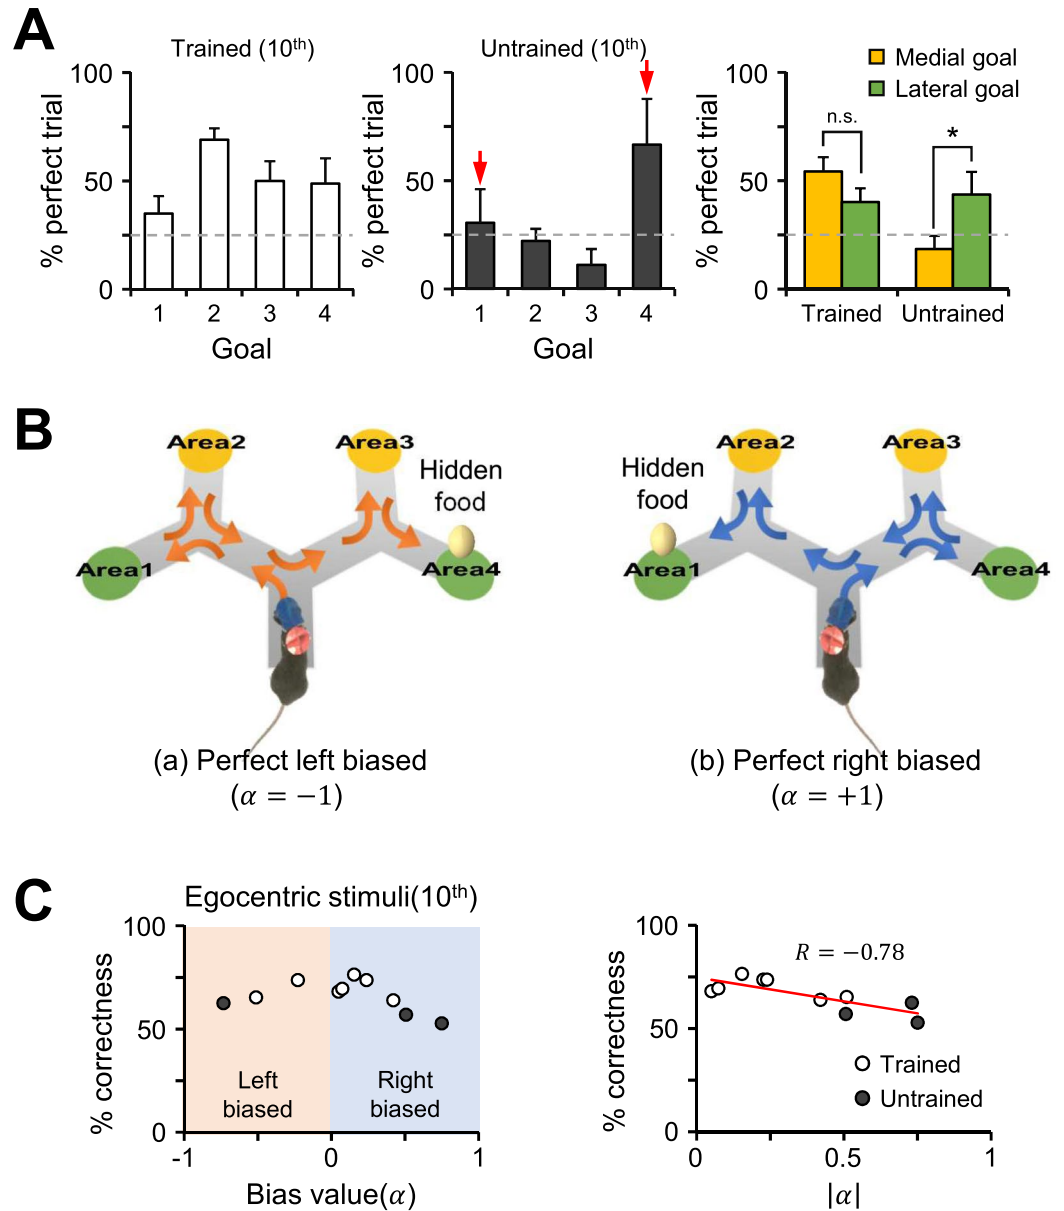 A
Trained (10th)
% perfect trial
100
50
0
1 2 3 4
Goal
Untrained (10th)
% perfect trial
100
50
0
1 2 3 4
Goal
Medial goal
Lateral goal
% perfect trial
100
50
0
n.s.
*
Trained Untrained
B
Area2 Area3
Hidden
food
Area1 Area4
(a) Perfect left biased
(α = −1)
Area2 Area3
Hidden
food
Area1 Area4
(b) Perfect right biased
(α = +1)
C
Egocentric stimuli(10th)
% correctness
100
50
0
Left
biased
Right
biased
-1 0 1
Bias value(α)
% correctness
100
50
0
R = −0.78
Trained
Untrained
0 0.5 1
|α|